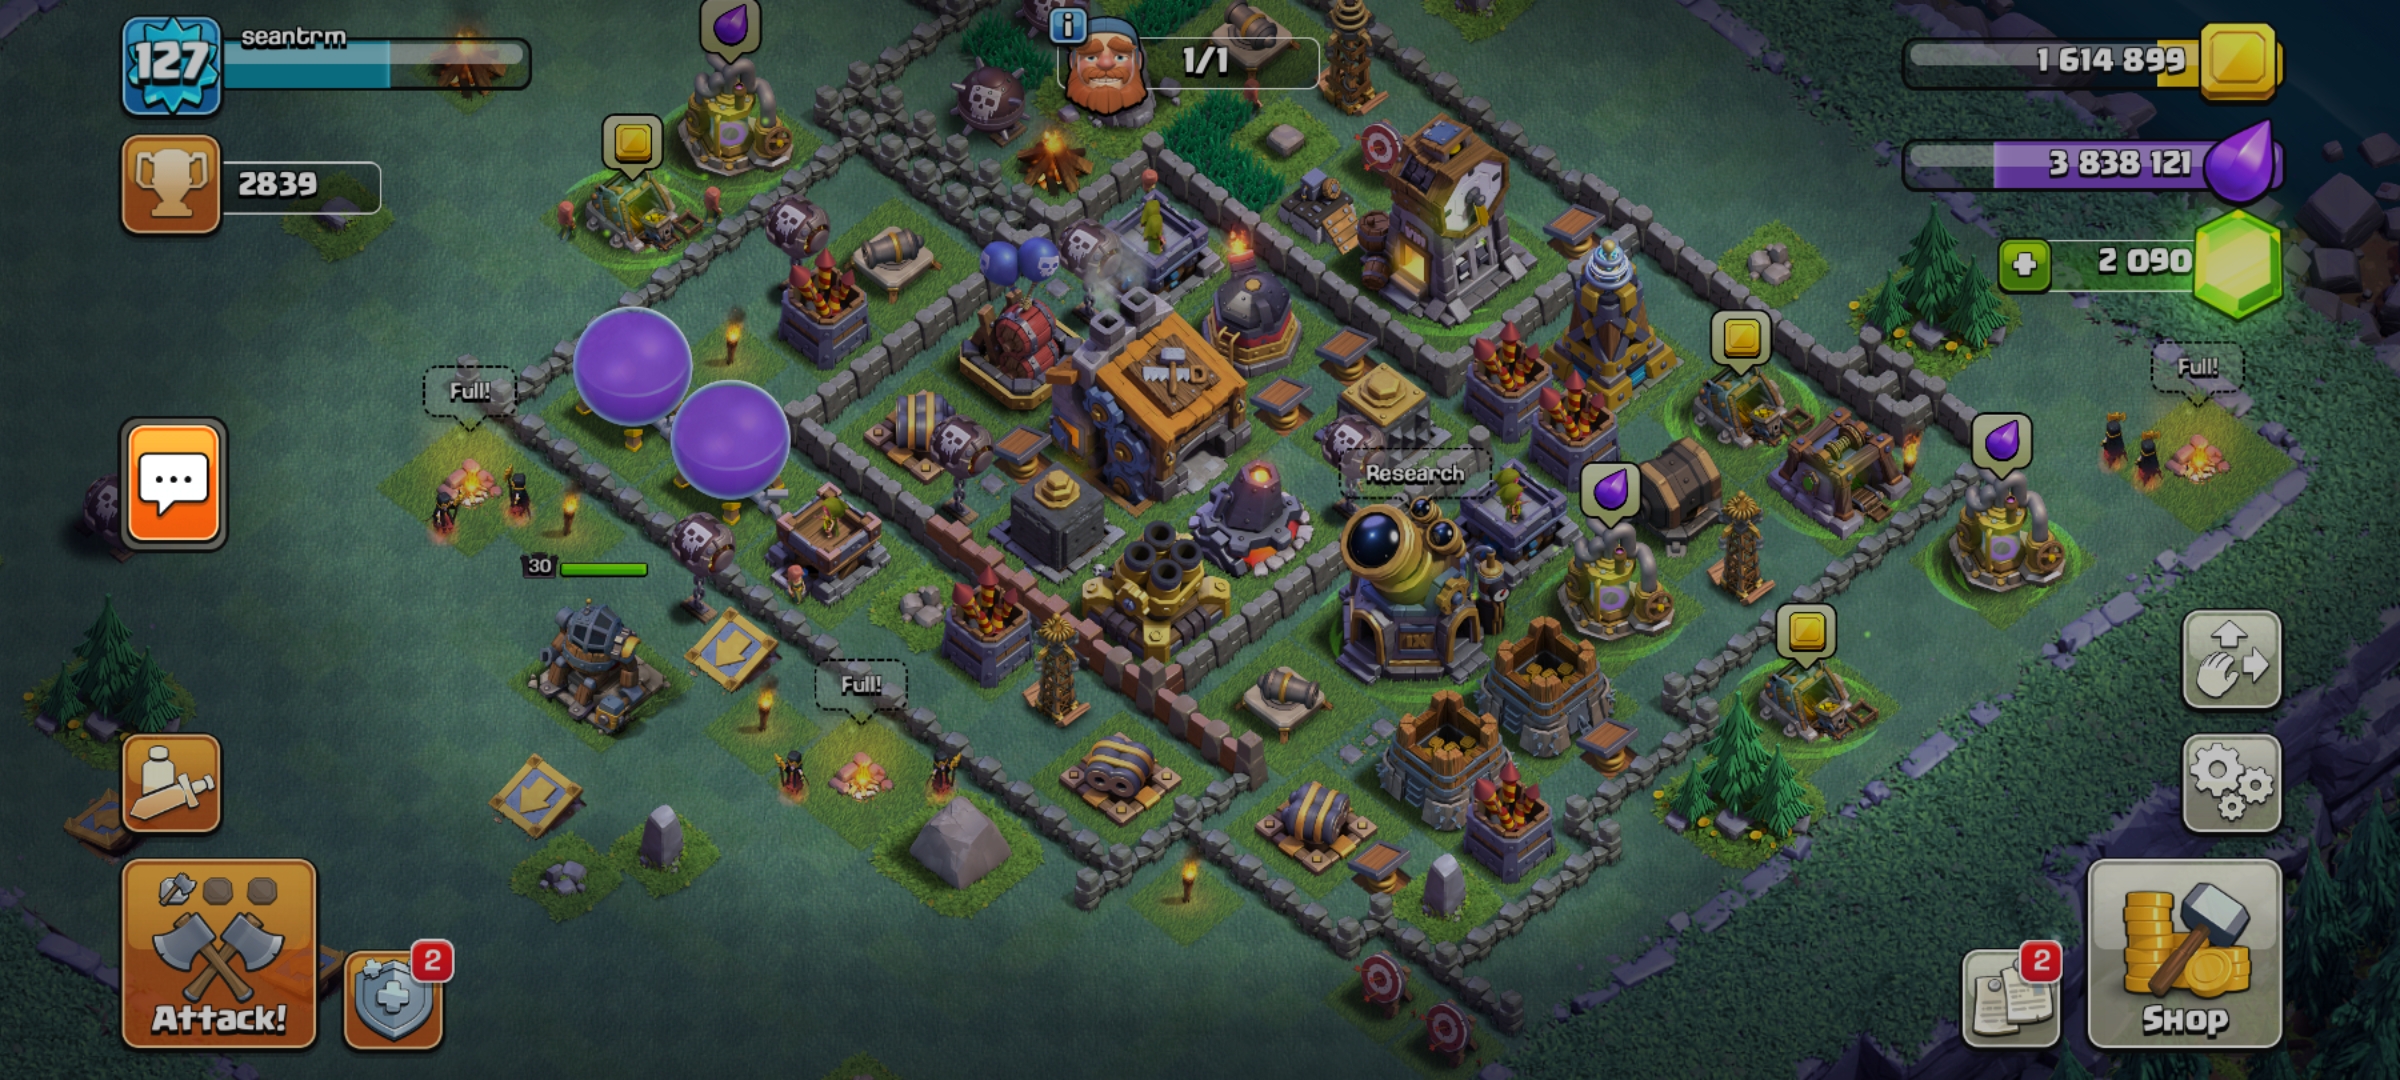 127
seantrm
i
1/1
1 614 899
2839
3 838 121
2 090
Full!
Full!
Research
30
Full!
Attack!
2
2
Shop